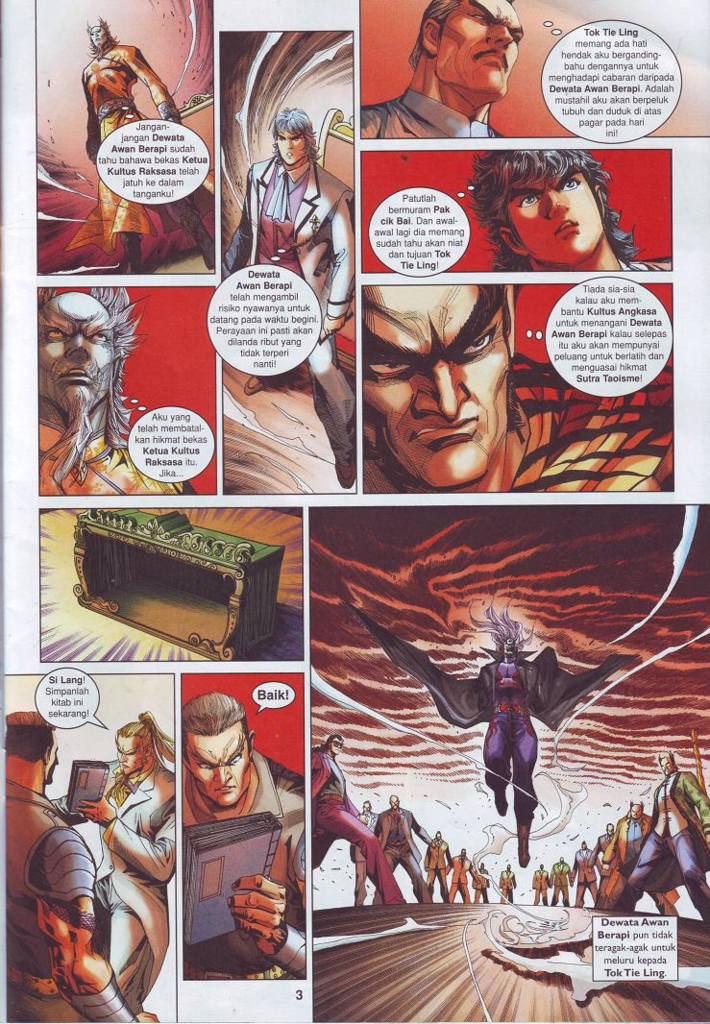 Jangan-
jangan Dewata
Awan Berapi sudah
tahu bahawa bekas Ketua
Kultus Raksasa telah
jatuh ke dalam
tanganku!
Dewata
Awan Berapi
telah mengambil
risiko nyawanya untuk
datang pada waktu begini.
Perayaan ini pasti akan
dilanda ribut yang
tidak terperi
nanti!
Tok Tie Ling
memang ada hati
hendak aku berganding-
bahu dengannya untuk
menghadapi cabaran daripada
Dewata Awan Berapi. Adalah
mustahil aku akan berpeluk
tubuh dan duduk di atas
pagar pada hari
ini!
Patutlah
bermuram Pak
cik Bai. Dan awal-
awal lagi dia memang
sudah tahu akan niat
dan tujuan Tok
Tie Ling!
Aku yang
telah membatal-
kan hikmat bekas
Ketua Kultus
Raksasa itu.
Jika...
Tiada sia-sia
kalau aku mem-
bantu Kultus Angkasa
untuk menangani Dewata
Awan Berapi kalau selepas
itu aku akan mempunyai
peluang untuk berlatih dan
menguasai hikmat
Sutra Taoisme!
Si Lang!
Simpanlah
kitab ini
sekarang!
Baik!
Dewata Awan
Berapi pun tidak
teragak-agak untuk
meluru kepada
Tok Tie Ling.
3